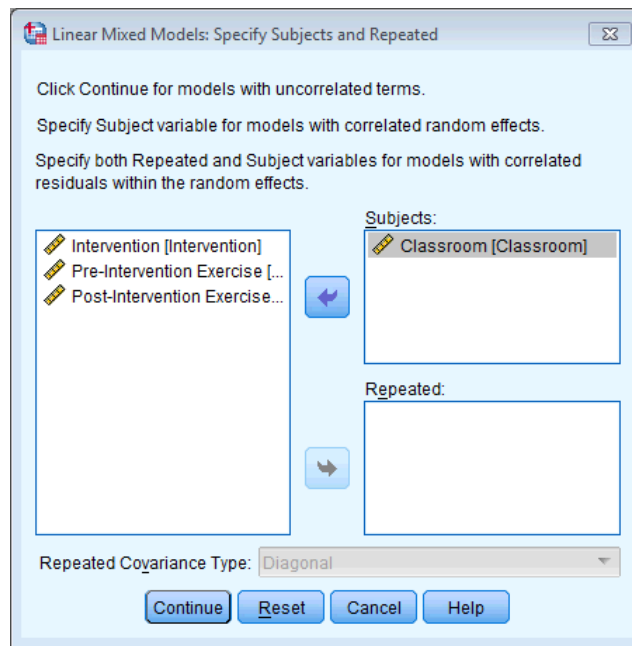 Linear Mixed Models: Specify Subjects and Repeated
Click Continue for models with uncorrelated terms.
Specify Subject variable for models with correlated random effects.
Specify both Repeated and Subject variables for models with correlated
residuals within the random effects.
Subjects:
Intervention [Intervention]
Pre-Intervention Exercise [...
Post-Intervention Exercise...
Classroom [Classroom]
Repeated:
Repeated Covariance Type: Diagonal
Continue Reset Cancel Help